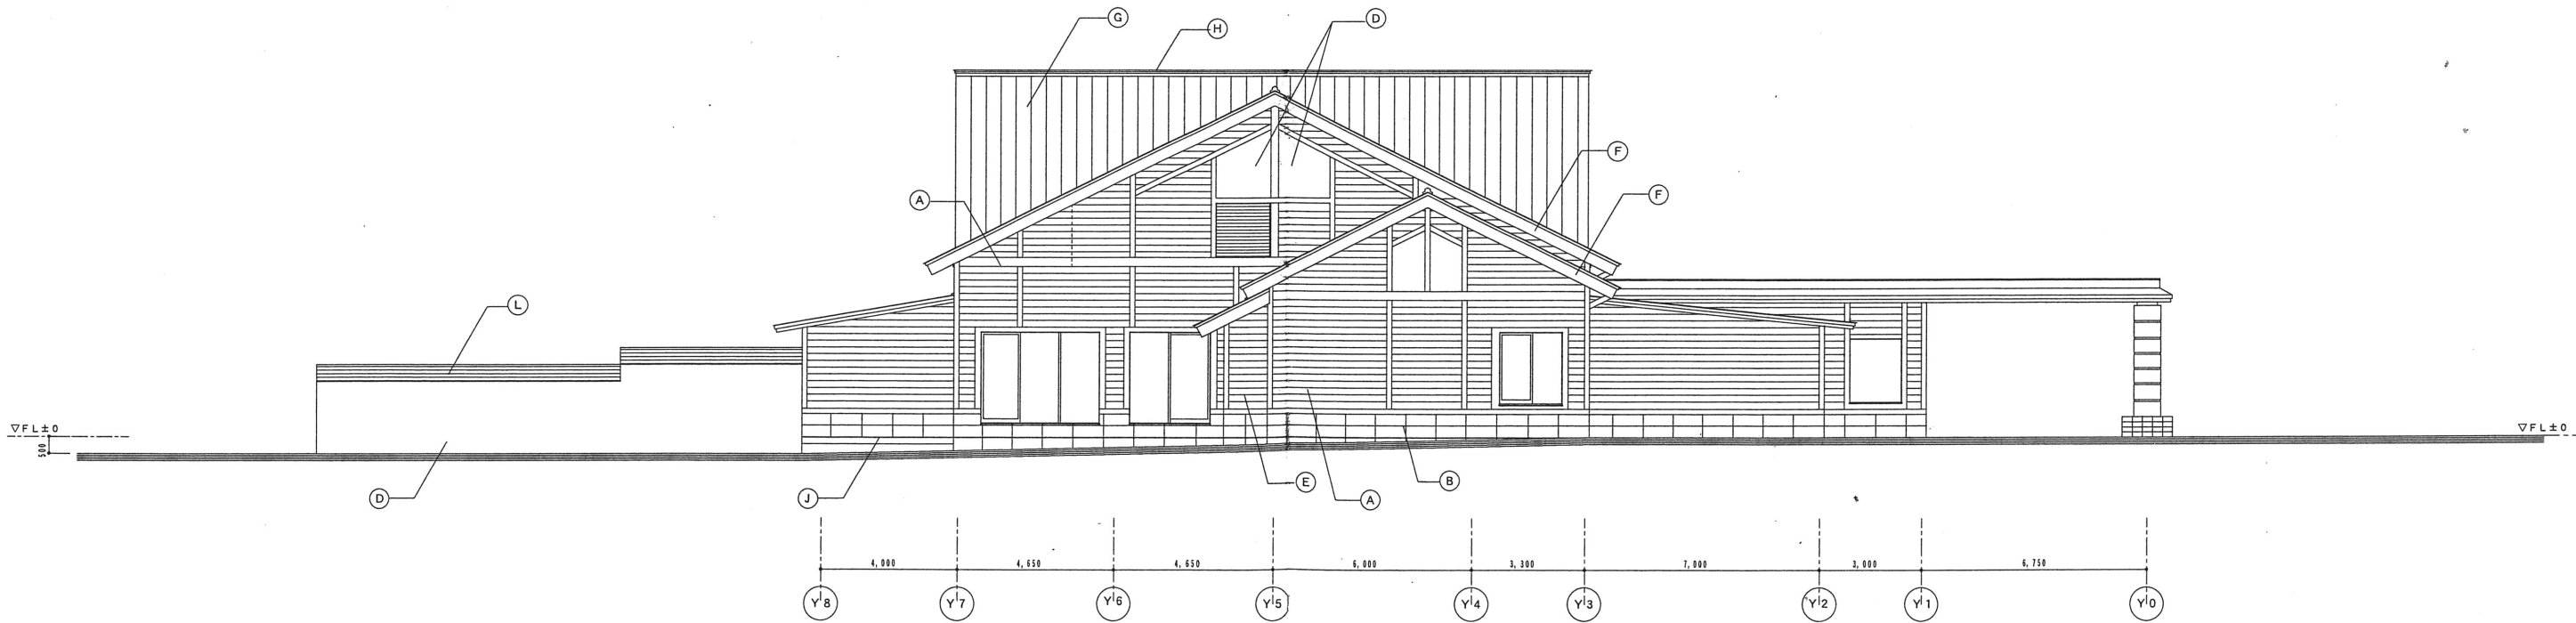 G
H
D
F
A
F
L
▽FL±0
▽FL±0
500
D
J
E
A
B
4,000
4,650
4,650
6,000
3,300
7,000
3,000
6,750
Y8
Y7
Y6
Y5
Y4
Y3
Y2
Y1
Y0